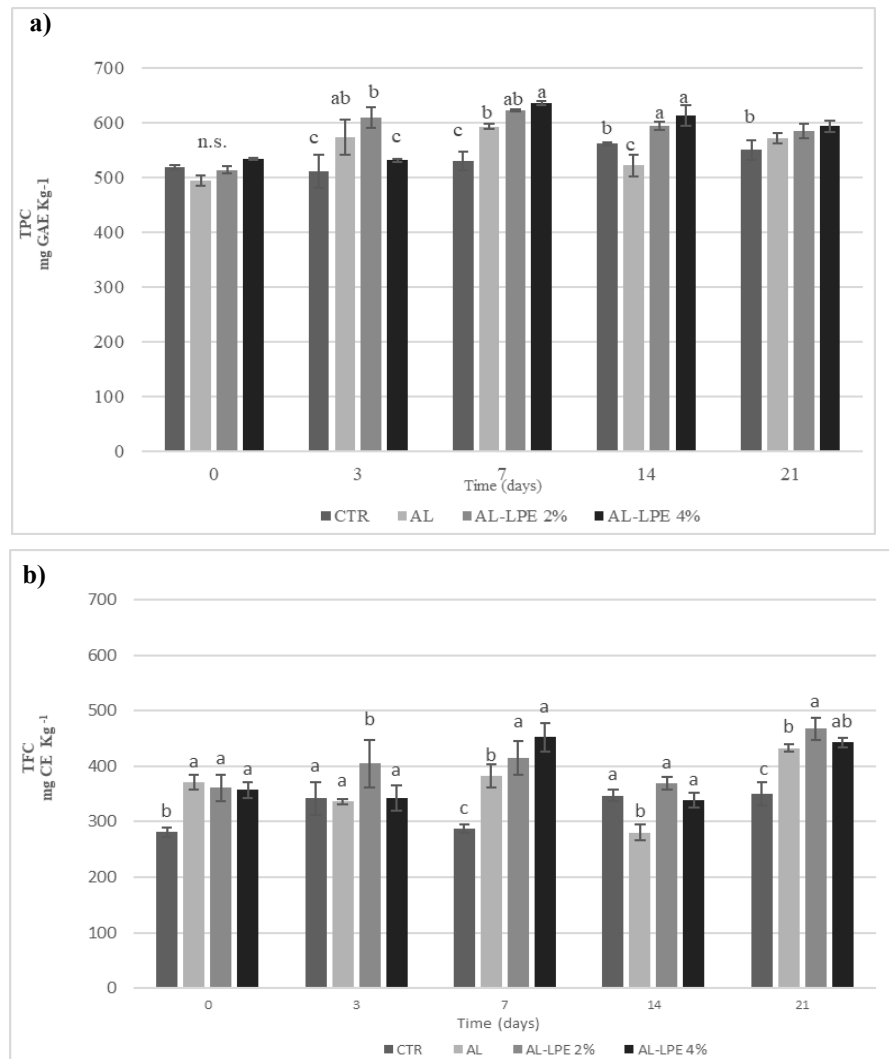 a)
700
600
500
400
300
200
100
0
TPC
mg GAE Kg-1
n.s.
c ab b c
c b ab a
b c a a
b
0 3 7 14 21
Time (days)
CTR AL AL-LPE 2% AL-LPE 4%
b)
700
600
500
400
300
200
100
0
TFC
mg CE Kg-1
b a a a
a a b a
c b a a
a b a a
c b a ab
0 3 7 14 21
Time (days)
CTR AL AL-LPE 2% AL-LPE 4%